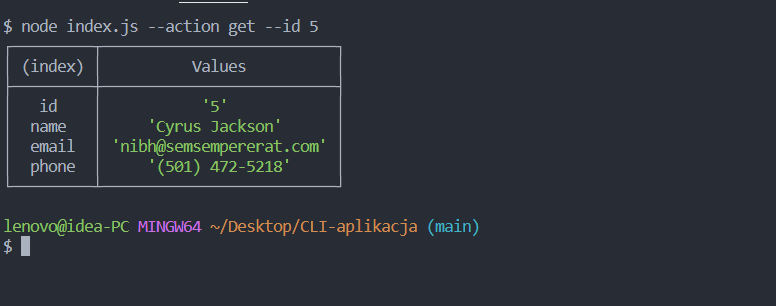 $ node index.js --action get --id 5
(index) Values
id '5'
name 'Cyrus Jackson'
email 'nibh@semsempererat.com'
phone '(501) 472-5218'
lenovo@idea-PC MINGW64 ~/Desktop/CLI-aplikacja (main)
$